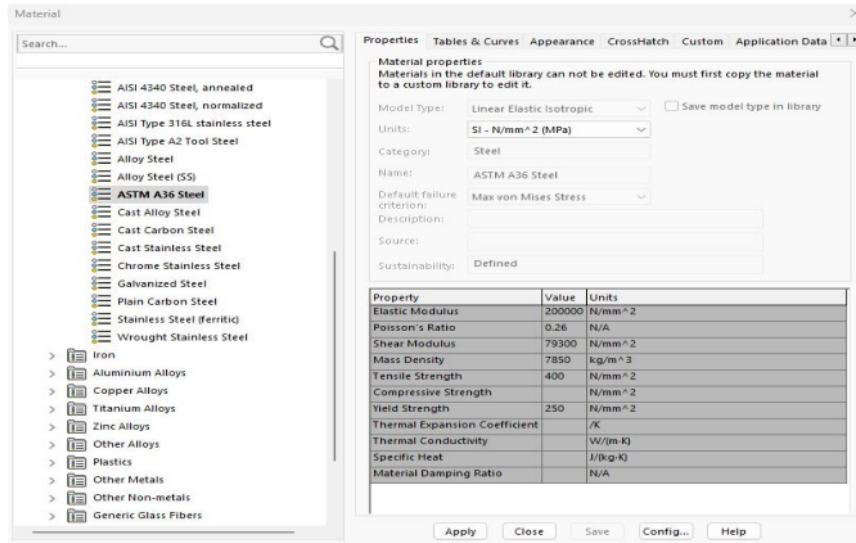 Material
Search...
AISI 4340 Steel, annealed
AISI 4340 Steel, normalized
AISI Type 316L stainless steel
AISI Type A2 Tool Steel
Alloy Steel
Alloy Steel (SS)
ASTM A36 Steel
Cast Alloy Steel
Cast Carbon Steel
Cast Stainless Steel
Chrome Stainless Steel
Galvanized Steel
Plain Carbon Steel
Stainless Steel (ferritic)
Wrought Stainless Steel
Iron
Aluminium Alloys
Copper Alloys
Titanium Alloys
Zinc Alloys
Other Alloys
Plastics
Other Metals
Other Non-metals
Generic Glass Fibers
Properties Tables & Curves Appearance CrossHatch Custom Application Data
Material properties
Materials in the default library can not be edited. You must first copy the material
to a custom library to edit it.
Model Type: Linear Elastic Isotropic Save model type in library
Units: SI - N/mm^2 (MPa)
Category: Steel
Name: ASTM A36 Steel
Default failure
criterion: Max von Mises Stress
Description:
Source:
Sustainability: Defined
Property Value Units
Elastic Modulus 200000 N/mm^2
Poisson's Ratio 0.26 N/A
Shear Modulus 79300 N/mm^2
Mass Density 7850 kg/m^3
Tensile Strength 400 N/mm^2
Compressive Strength N/mm^2
Yield Strength 250 N/mm^2
Thermal Expansion Coefficient /K
Thermal Conductivity W/(m·K)
Specific Heat J/(kg·K)
Material Damping Ratio N/A
Apply Close Save Config... Help